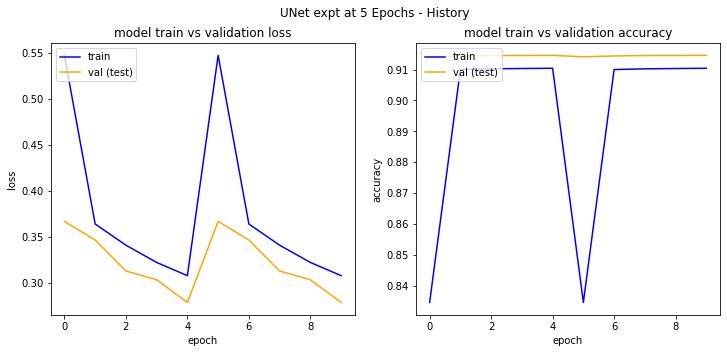 UNet expt at 5 Epochs - History
model train vs validation loss
train
val (test)
0.55
0.50
0.45
0.40
0.35
0.30
loss
0 2 4 6 8
epoch
model train vs validation accuracy
train
val (test)
0.91
0.90
0.89
0.88
0.87
0.86
0.85
0.84
accuracy
0 2 4 6 8
epoch